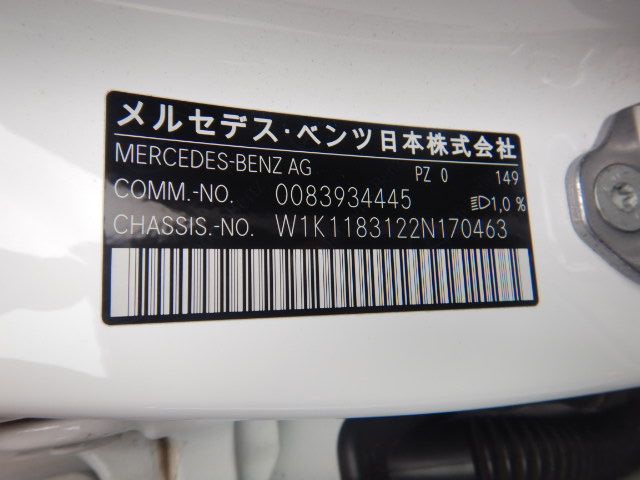 メルセデス・ベンツ日本株式会社
MERCEDES-BENZ AG PZ 0 149
COMM.-NO. 0083934445 1,0 %
CHASSIS.-NO. W1K1183122N170463